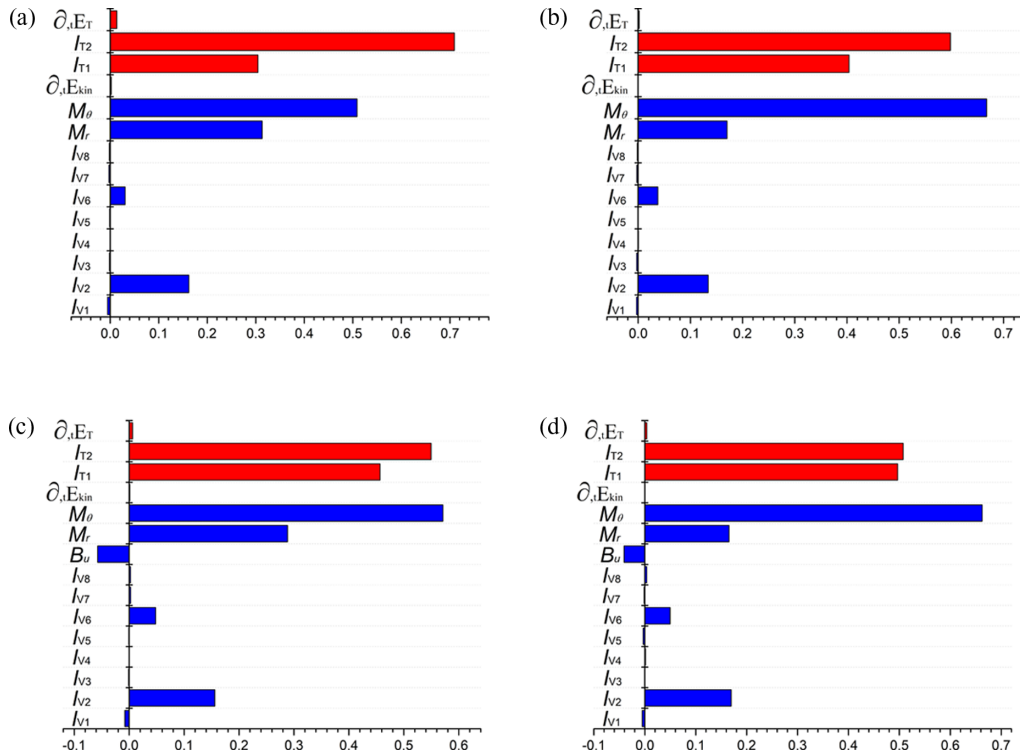 (a)
∂,tET
IT2
IT1
∂,tEkin
Mθ
Mr
IV8
IV7
IV6
IV5
IV4
IV3
IV2
IV1
0.0 0.1 0.2 0.3 0.4 0.5 0.6 0.7
(b)
∂,tET
IT2
IT1
∂,tEkin
Mθ
Mr
IV8
IV7
IV6
IV5
IV4
IV3
IV2
IV1
0.0 0.1 0.2 0.3 0.4 0.5 0.6 0.7
(c)
∂,tET
IT2
IT1
∂,tEkin
Mθ
Mr
Bu
IV8
IV7
IV6
IV5
IV4
IV3
IV2
IV1
-0.1 0.0 0.1 0.2 0.3 0.4 0.5 0.6
(d)
∂,tET
IT2
IT1
∂,tEkin
Mθ
Mr
Bu
IV8
IV7
IV6
IV5
IV4
IV3
IV2
IV1
-0.1 0.0 0.1 0.2 0.3 0.4 0.5 0.6 0.7